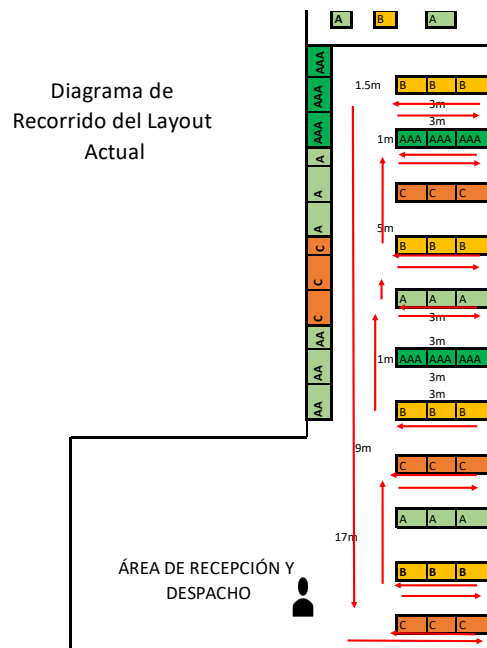 A B A
Diagrama de
Recorrido del Layout
Actual
AAA
AAA
AAA
A
A
A
C
C
C
AA
AA
AA
1.5m
B B B
3m
3m
1m
AAA AAA AAA
C C C
5m
B B B
A A A
3m
3m
1m
AAA AAA AAA
3m
3m
B B B
9m
C C C
A A A
17m
ÁREA DE RECEPCIÓN Y
DESPACHO
B B B
C C C